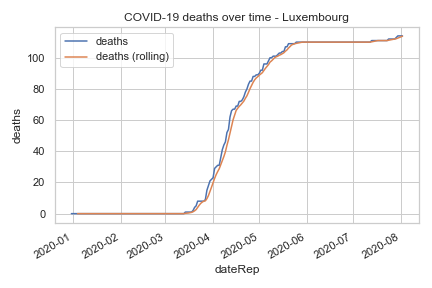 COVID-19 deaths over time - Luxembourg
deaths
deaths (rolling)
deaths
100
80
60
40
20
0
2020-01
2020-02
2020-03
2020-04
2020-05
2020-06
2020-07
2020-08
dateRep